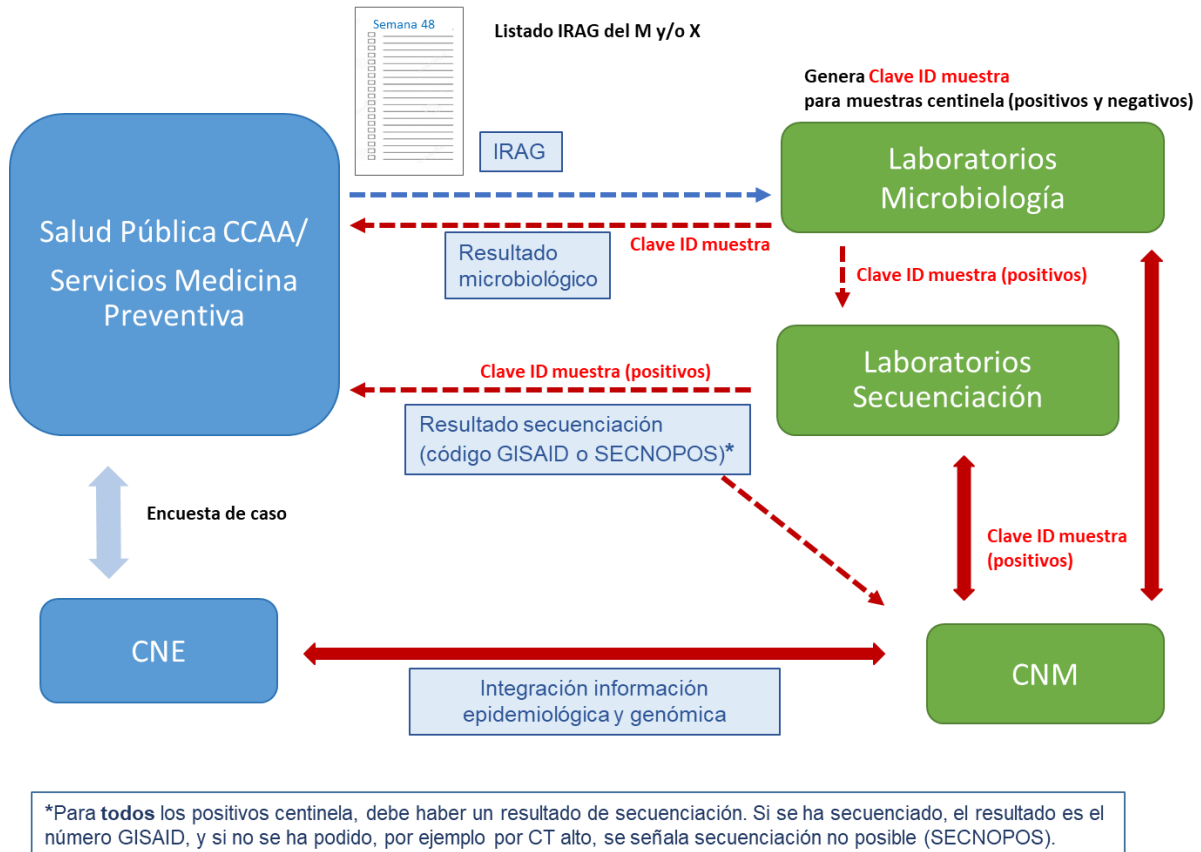 Semana 48
Listado IRAG del M y/o X
Genera Clave ID muestra
para muestras centinela (positivos y negativos)
IRAG
Laboratorios
Microbiología
Salud Pública CCAA/
Servicios Medicina
Preventiva
Clave ID muestra
Resultado
microbiológico
Clave ID muestra (positivos)
Clave ID muestra (positivos)
Laboratorios
Secuenciación
Resultado secuenciación
(código GISAID o SECNOPOS)*
Encuesta de caso
Clave ID muestra
(positivos)
CNE
CNM
Integración información
epidemiológica y genómica
*Para todos los positivos centinela, debe haber un resultado de secuenciación. Si se ha secuenciado, el resultado es el
número GISAID, y si no se ha podido, por ejemplo por CT alto, se señala secuenciación no posible (SECNOPOS).